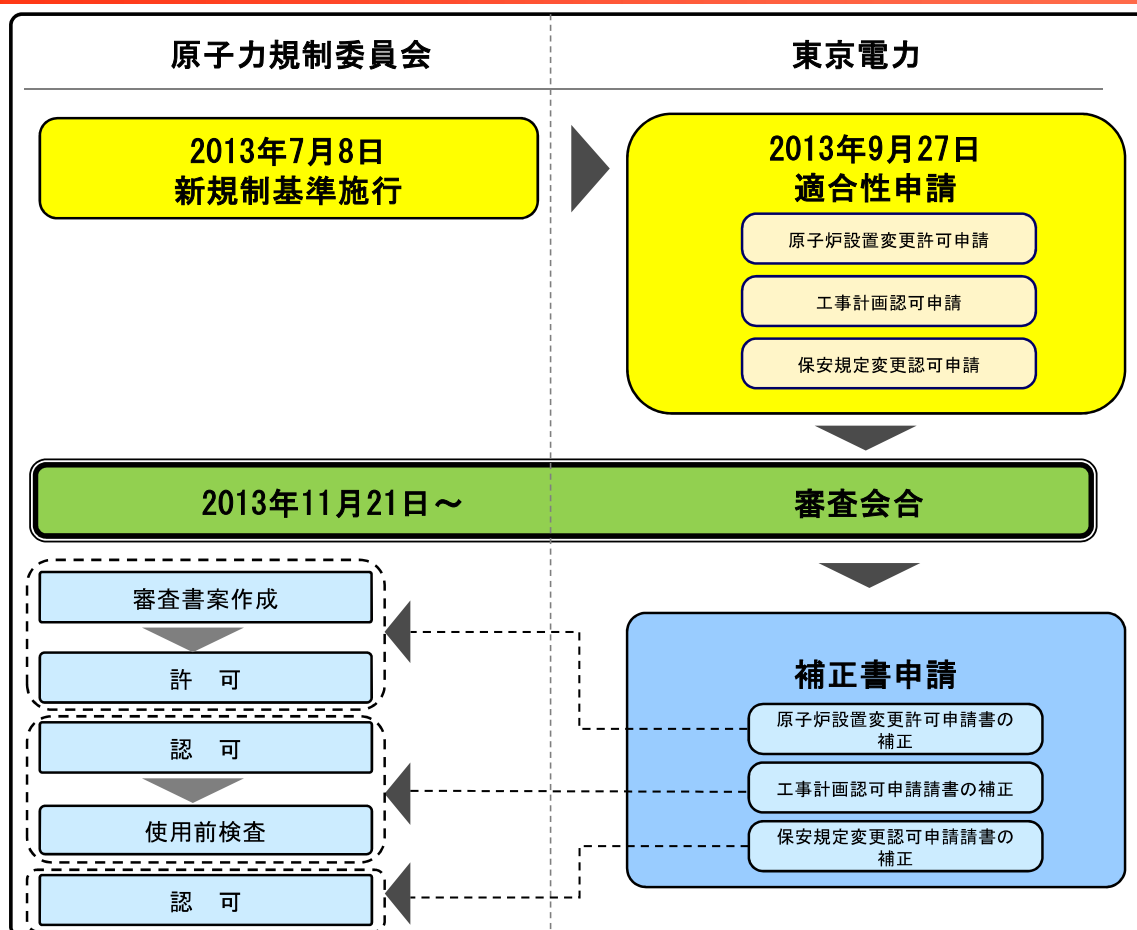 原子力規制委員会
東京電力
2013年7月8日
新規制基準施行
2013年9月27日
適合性申請
原子炉設置変更許可申請
工事計画認可申請
保安規定変更認可申請
2013年11月21日～
審査会合
審査書案作成
許　可
認　可
使用前検査
認　可
補正書申請
原子炉設置変更許可申請書の
補正
工事計画認可申請請書の補正
保安規定変更認可申請請書の
補正